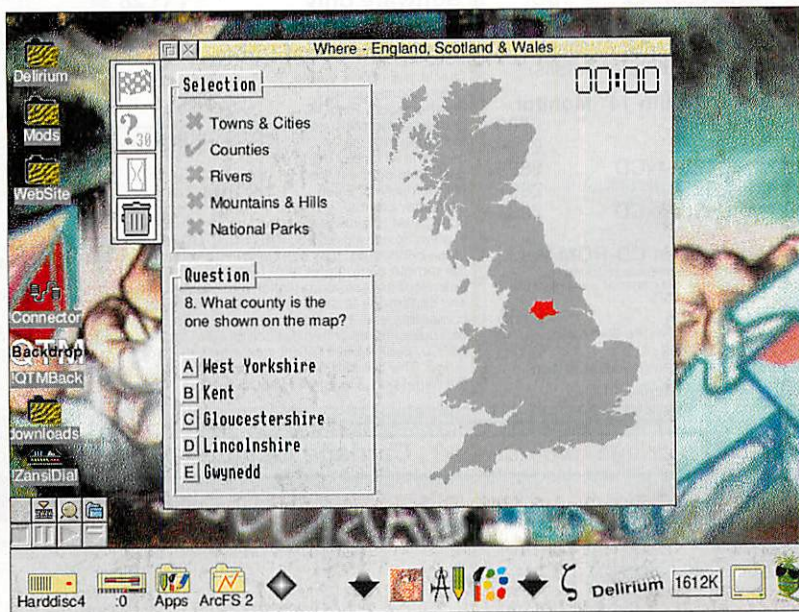 Where - England, Scotland & Wales
00:00
Delirium
Mods
WebSite
Connector
Backdrop
QTM
!QTMBack
downloads
!ZansiDial
?30
Selection
Towns & Cities
Counties
Rivers
Mountains & Hills
National Parks
Question
8. What county is the
one shown on the map?
A West Yorkshire
B Kent
C Gloucestershire
D Lincolnshire
E Gwynedd
Harddisc4
:0
Apps
ArcFS 2
Delirium
1612K